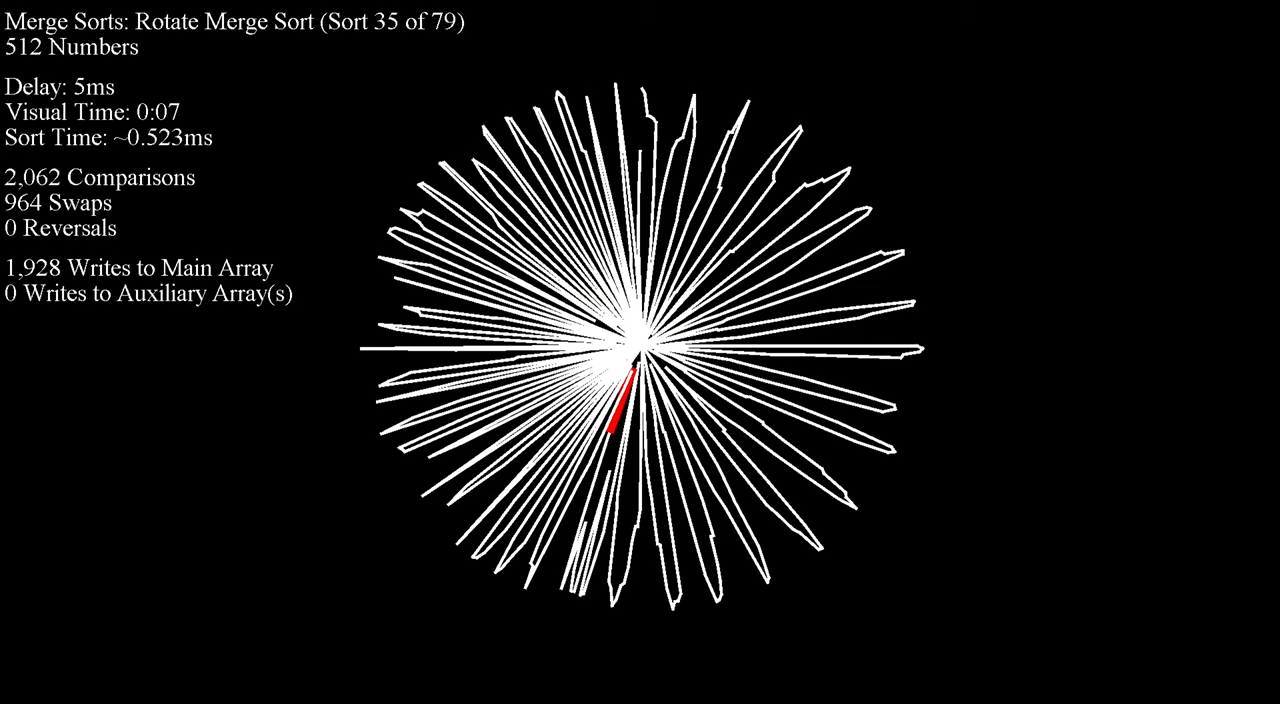 Merge Sorts: Rotate Merge Sort (Sort 35 of 79)
512 Numbers
Delay: 5ms
Visual Time: 0:07
Sort Time: ~0.523ms
2,062 Comparisons
964 Swaps
0 Reversals
1,928 Writes to Main Array
0 Writes to Auxiliary Array(s)